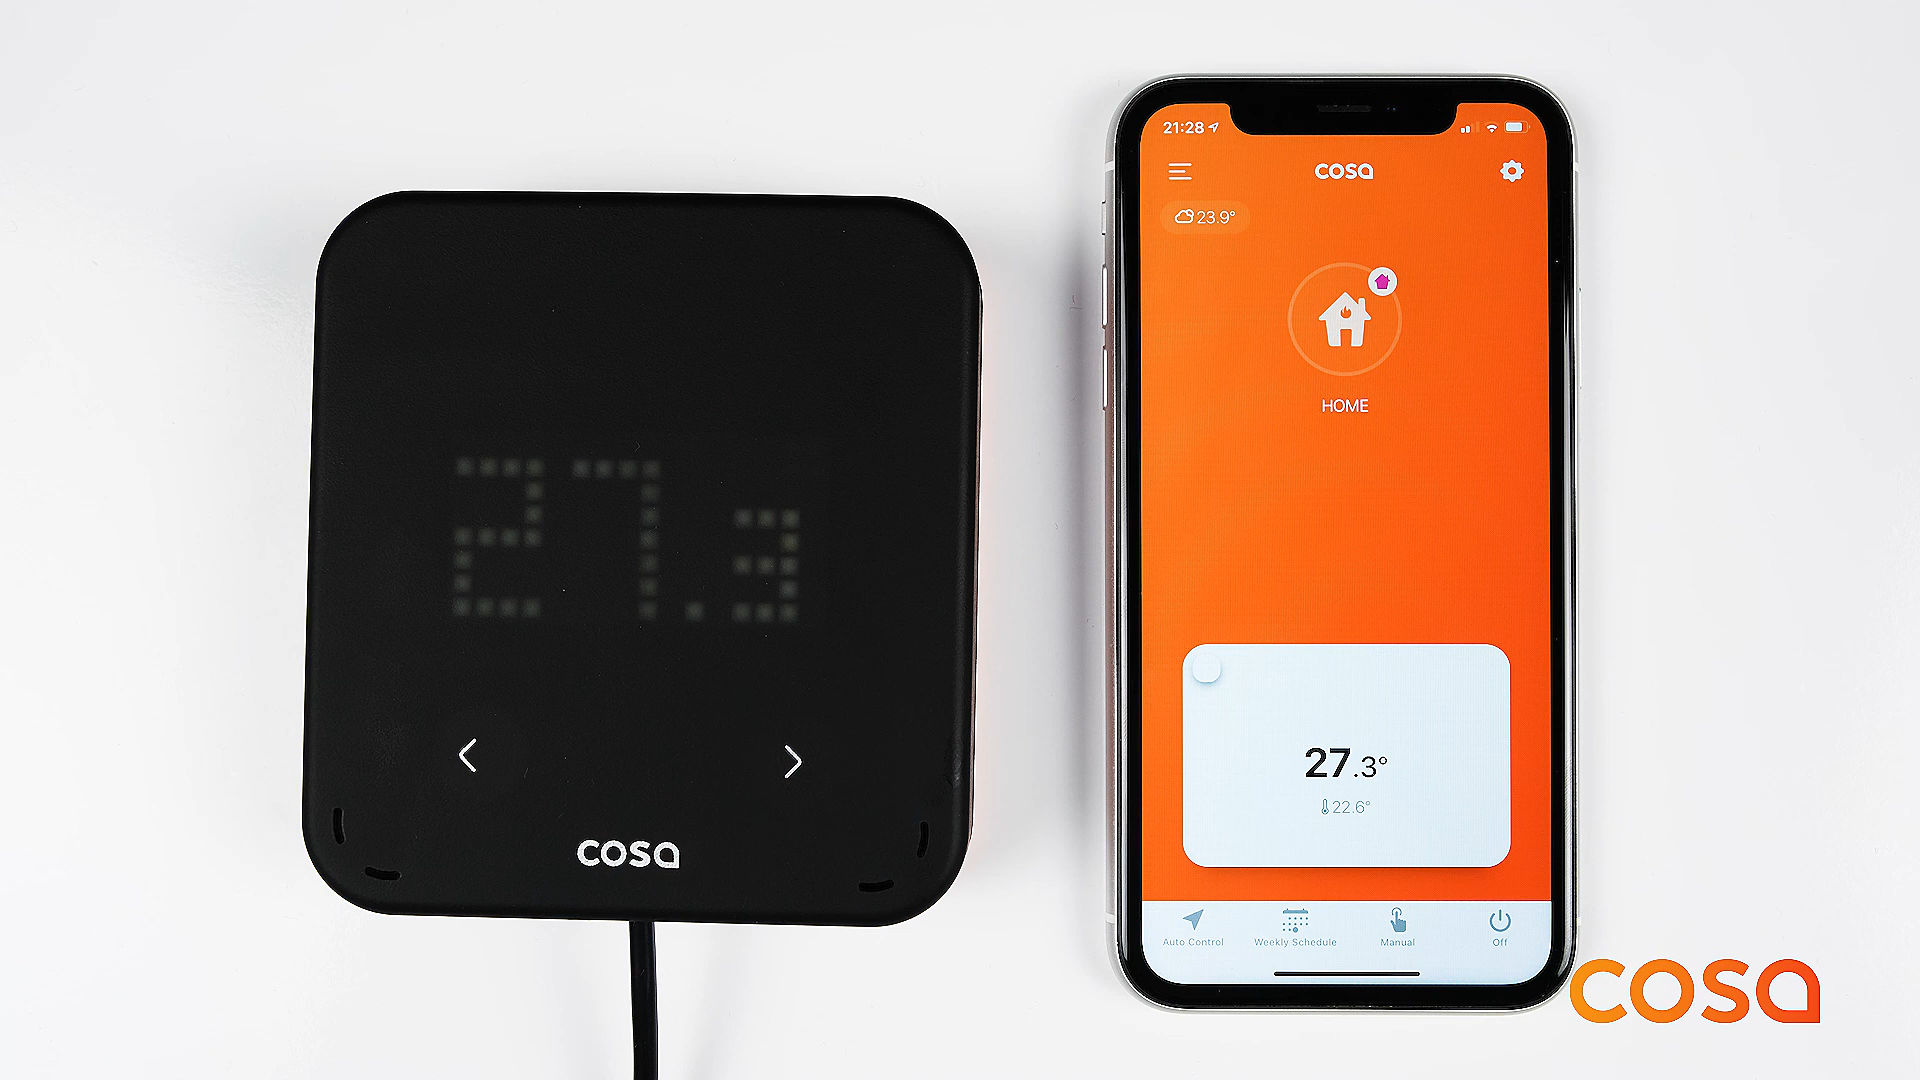 27.3
cosa
21:28
cosa
23.9°
HOME
27.3°
22.6°
Auto Control
Weekly Schedule
Manual
Off
cosa